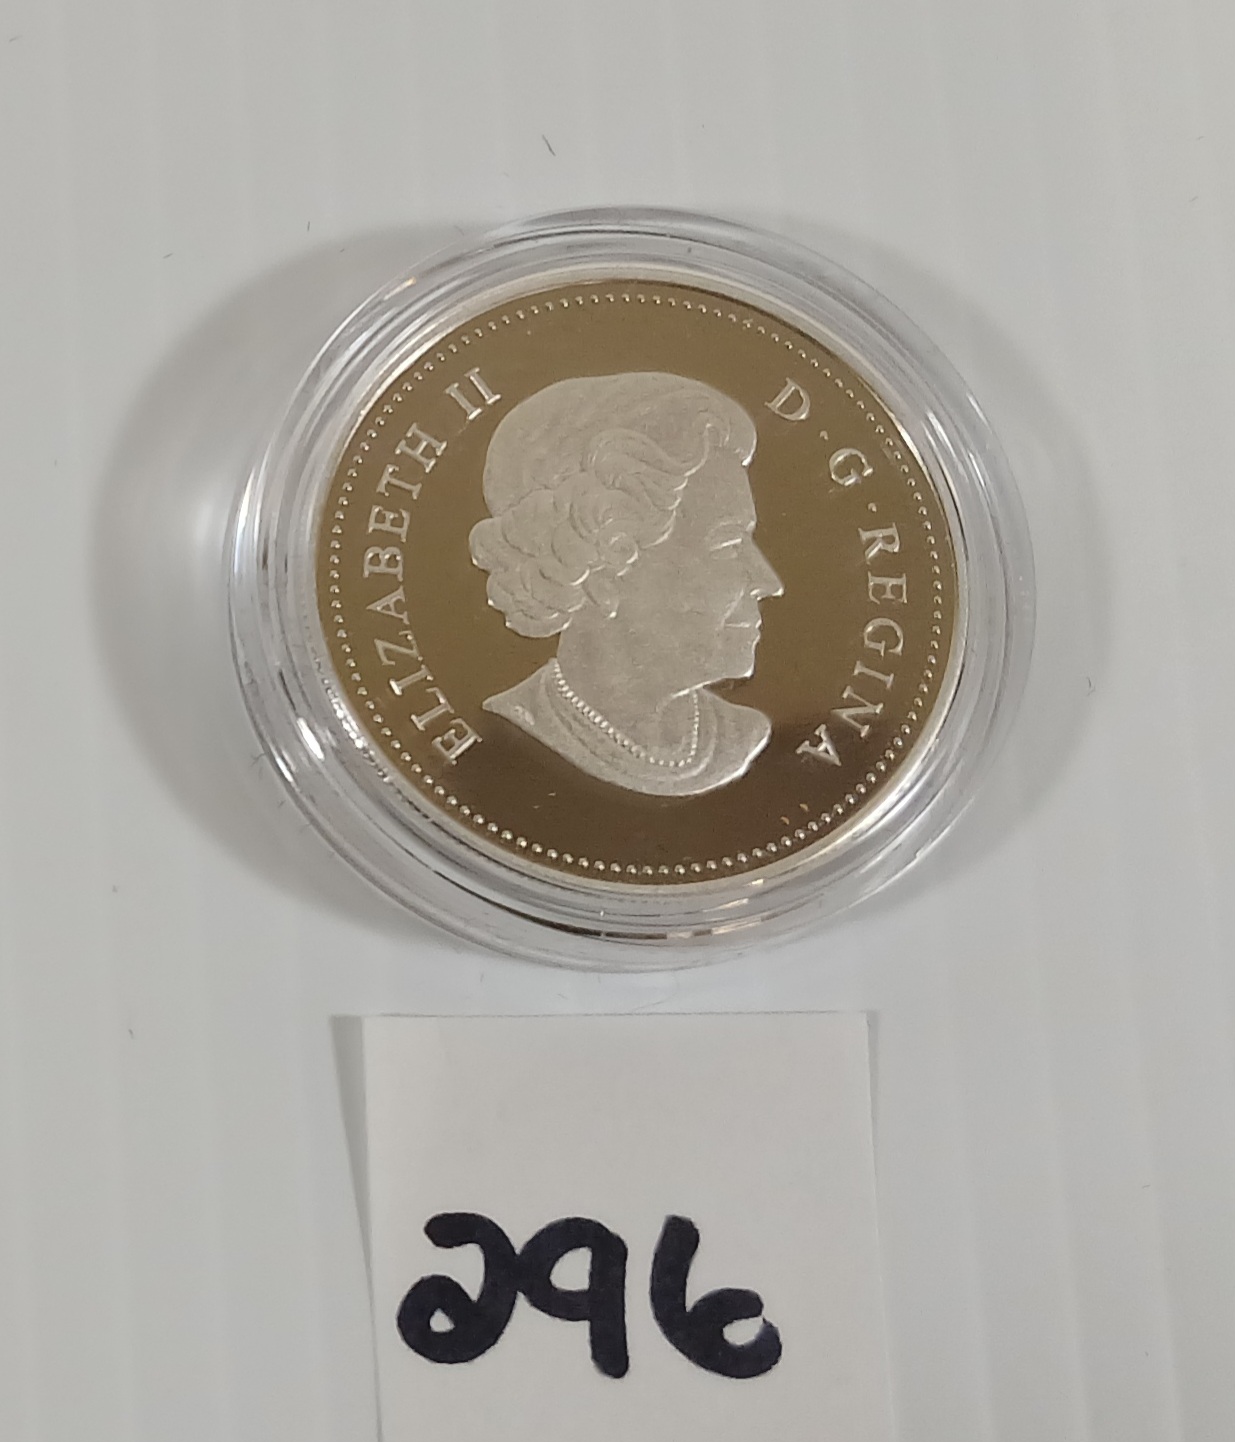 ELIZABETH II D·G·REGINA
296